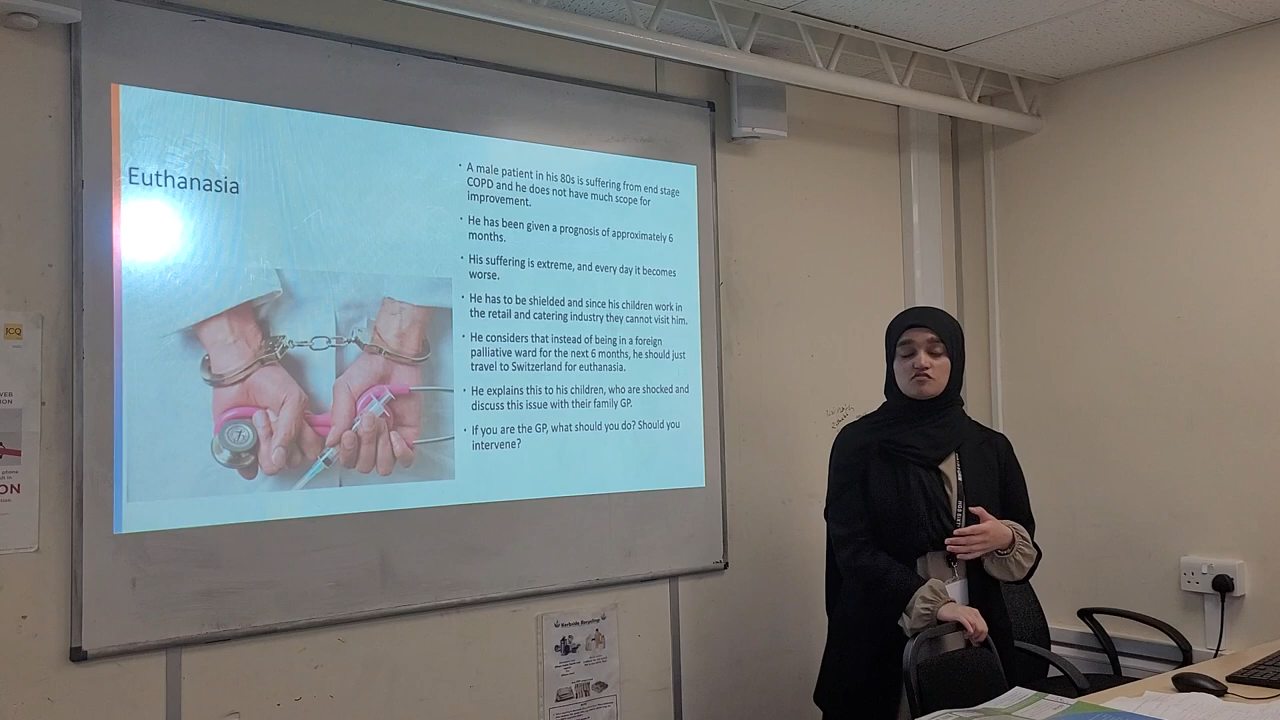 Euthanasia
• A male patient in his 80s is suffering from end stage
COPD and he does not have much scope for
improvement.
• He has been given a prognosis of approximately 6
months.
• His suffering is extreme, and every day it becomes
worse.
• He has to be shielded and since his children work in
the retail and catering industry they cannot visit him.
• He considers that instead of being in a foreign
palliative ward for the next 6 months, he should just
travel to Switzerland for euthanasia.
• He explains this to his children, who are shocked and
discuss this issue with their family GP.
• If you are the GP, what should you do? Should you
intervene?
JCQ
Kerbside Recycling